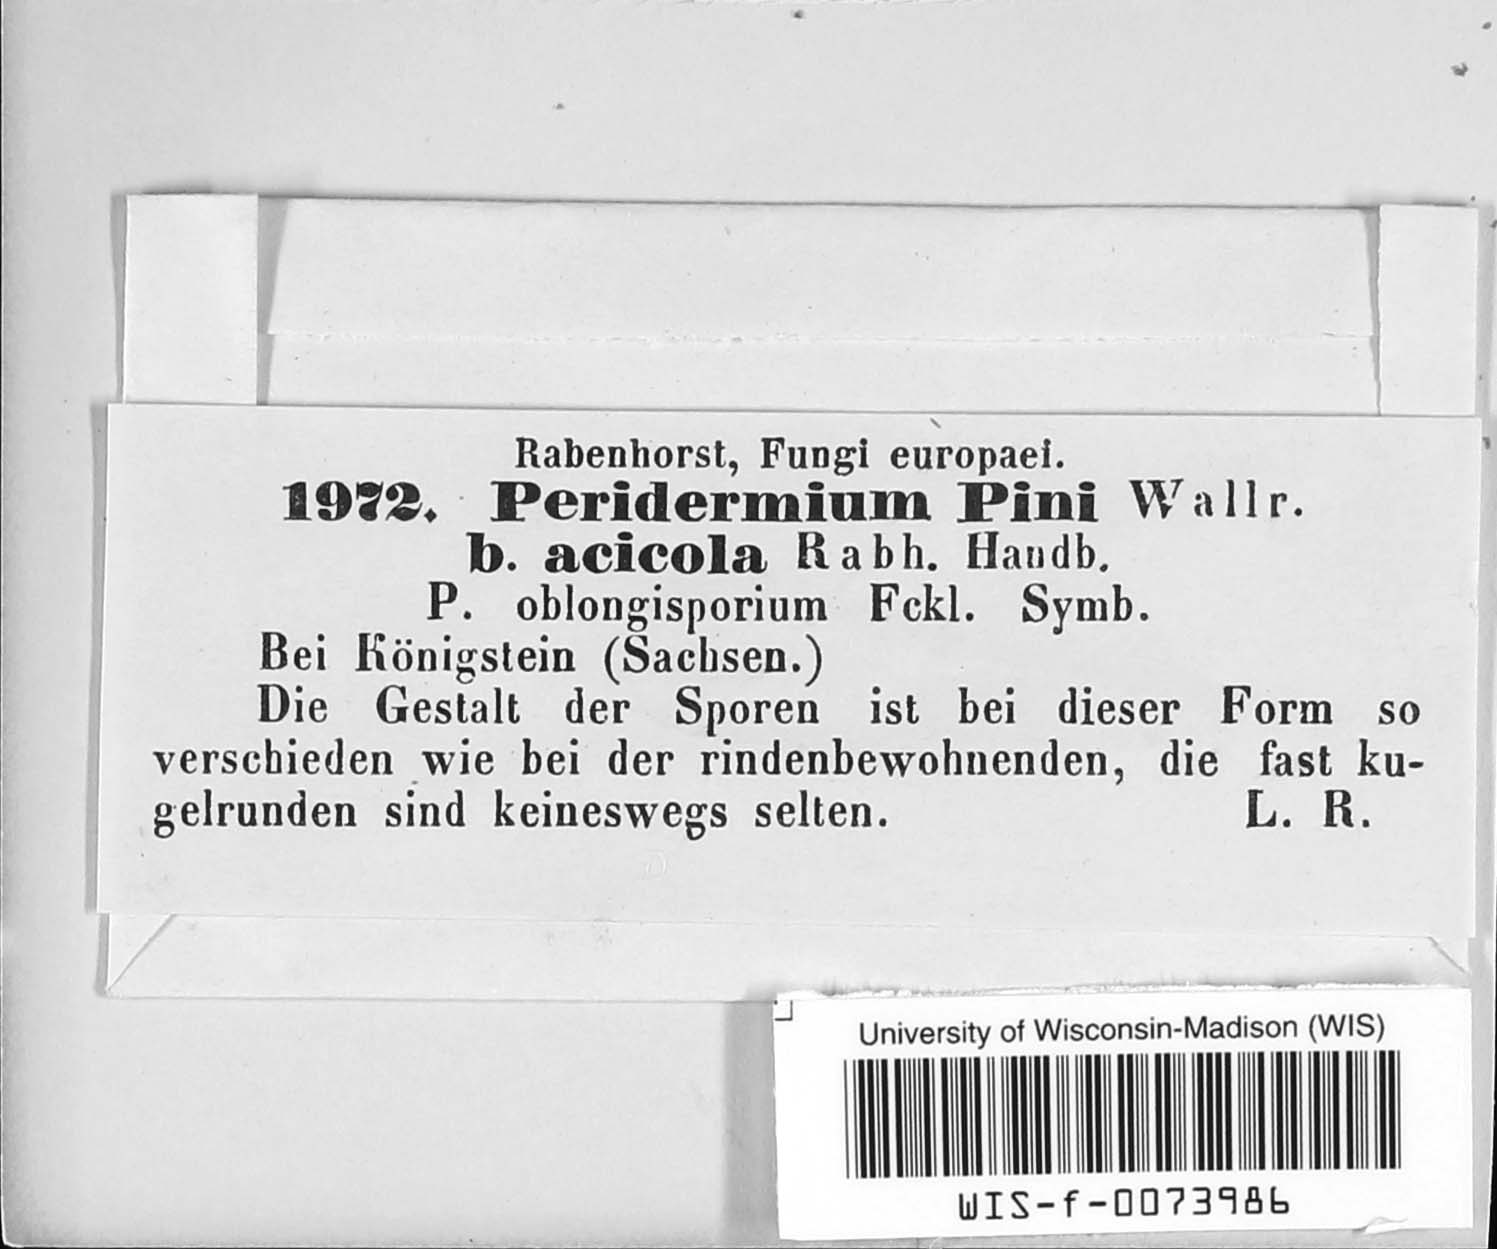 Rabenhorst, Fungi europaei.
1972. Peridermium Pini Wallr.
b. acicola Rabh. Handb.
P. oblongisporium Fckl. Symb.
Bei Königstein (Sachsen.)
Die Gestalt der Sporen ist bei dieser Form so
verschieden wie bei der rindenbewohnenden, die fast ku-
gelrunden sind keineswegs selten. L. R.
University of Wisconsin-Madison (WIS)
WIS-f-0073986